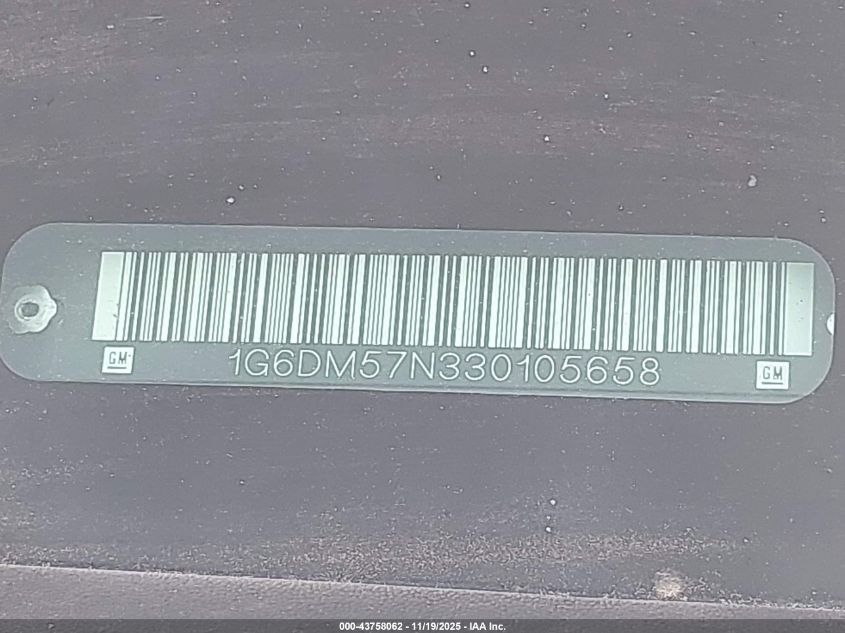 GM
1G6DM57N330105658
GM
000-43758062 - 11/19/2025 - IAA Inc.